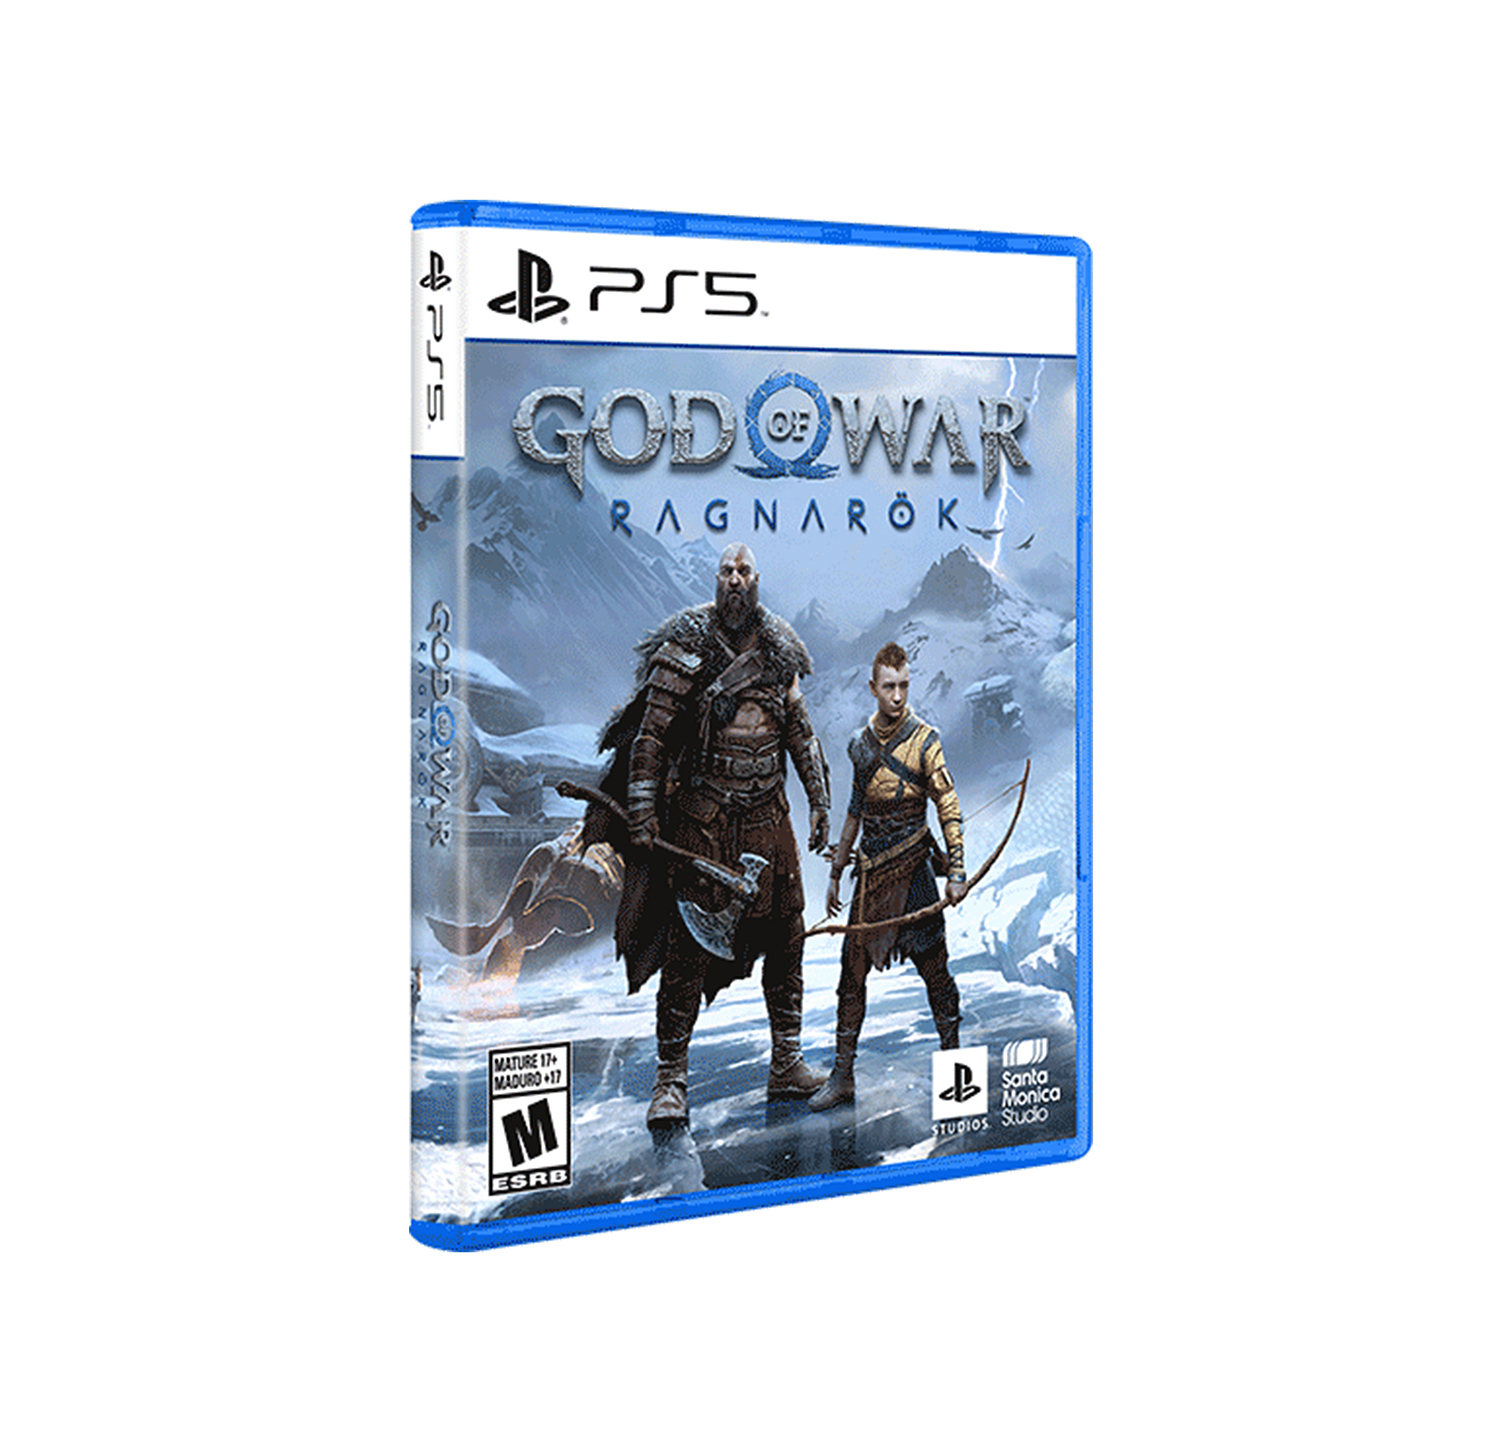 PS5
PS5
GOD OF WAR
RAGNARÖK
GOD OF WAR
RAGNARÖK
MATURE 17+
MADURO +17
M
ESRB
STUDIOS
Santa
Monica
Studio